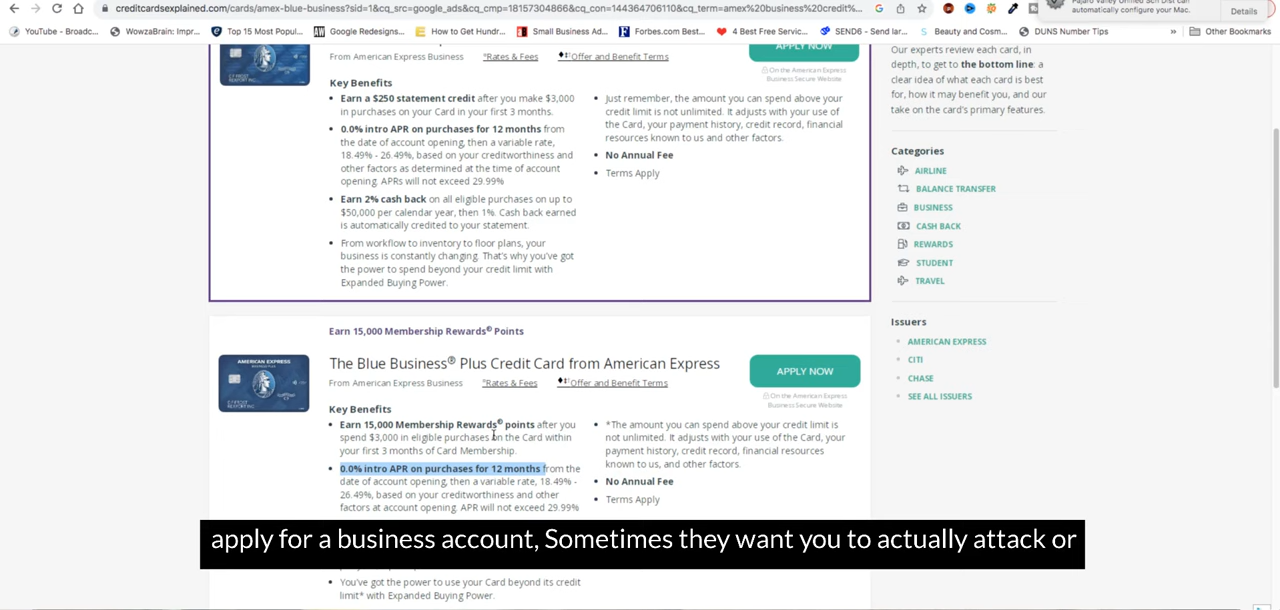 creditcardsexplained.com/cards/amex-blue-business?sid=1&cq_src=google_ads&cq_cmp=18157304866&cq_con=144364706110&cq_term=amex%20business%20credit%...
Pajaro Valley Unified Sch Dist can
automatically configure your Mac.
Details
YouTube - Broadc...
WowzaBrain: Impr...
Top 15 Most Popul...
Google Redesigns...
How to Get Hundr...
Small Business Ad...
Forbes.com Best...
4 Best Free Servic...
SEND6 - Send lar...
Beauty and Cosm...
DUNS Number Tips
»
Other Bookmarks
From American Express Business
°Rates & Fees
Offer and Benefit Terms
APPLY NOW
On the American Express
Business Secure Website
Key Benefits
• Earn a $250 statement credit after you make $3,000
in purchases on your Card in your first 3 months.
• 0.0% intro APR on purchases for 12 months from
the date of account opening, then a variable rate,
18.49% - 26.49%, based on your creditworthiness and
other factors as determined at the time of account
opening. APRs will not exceed 29.99%
• Earn 2% cash back on all eligible purchases on up to
$50,000 per calendar year, then 1%. Cash back earned
is automatically credited to your statement.
• From workflow to inventory to floor plans, your
business is constantly changing. That's why you've got
the power to spend beyond your credit limit with
Expanded Buying Power.
• Just remember, the amount you can spend above your
credit limit is not unlimited. It adjusts with your use of
the Card, your payment history, credit record, financial
resources known to us and other factors.
• No Annual Fee
• Terms Apply
Our experts review each card, in
depth, to get to the bottom line: a
clear idea of what each card is best
for, how it may benefit you, and our
take on the card's primary features.
Categories
AIRLINE
BALANCE TRANSFER
BUSINESS
CASH BACK
REWARDS
STUDENT
TRAVEL
Issuers
• AMERICAN EXPRESS
• CITI
• CHASE
• SEE ALL ISSUERS
Earn 15,000 Membership Rewards® Points
AMERICAN EXPRESS
The Blue Business® Plus Credit Card from American Express
From American Express Business
°Rates & Fees
Offer and Benefit Terms
APPLY NOW
On the American Express
Business Secure Website
Key Benefits
• Earn 15,000 Membership Rewards® points after you
spend $3,000 in eligible purchases on the Card within
your first 3 months of Card Membership.
• 0.0% intro APR on purchases for 12 months from the
date of account opening, then a variable rate, 18.49% -
26.49%, based on your creditworthiness and other
factors at account opening. APR will not exceed 29.99%
• *The amount you can spend above your credit limit is
not unlimited. It adjusts with your use of the Card, your
payment history, credit record, financial resources
known to us, and other factors.
• No Annual Fee
• Terms Apply
apply for a business account, Sometimes they want you to actually attack or
• You've got the power to use your Card beyond its credit
limit* with Expanded Buying Power.